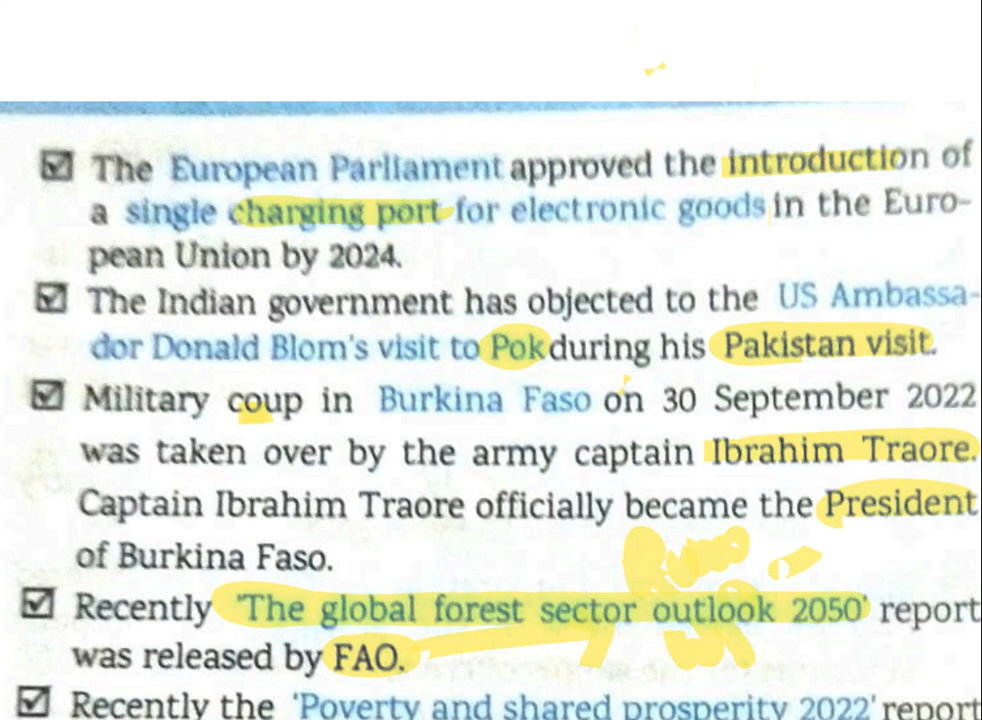 The European Parliament approved the introduction of
a single charging port for electronic goods in the Euro-
pean Union by 2024.
The Indian government has objected to the US Ambassa-
dor Donald Blom's visit to Pok during his Pakistan visit.
Military coup in Burkina Faso on 30 September 2022
was taken over by the army captain Ibrahim Traore.
Captain Ibrahim Traore officially became the President
of Burkina Faso.
Recently 'The global forest sector outlook 2050' report
was released by FAO.
Recently the 'Poverty and shared prosperity 2022' report